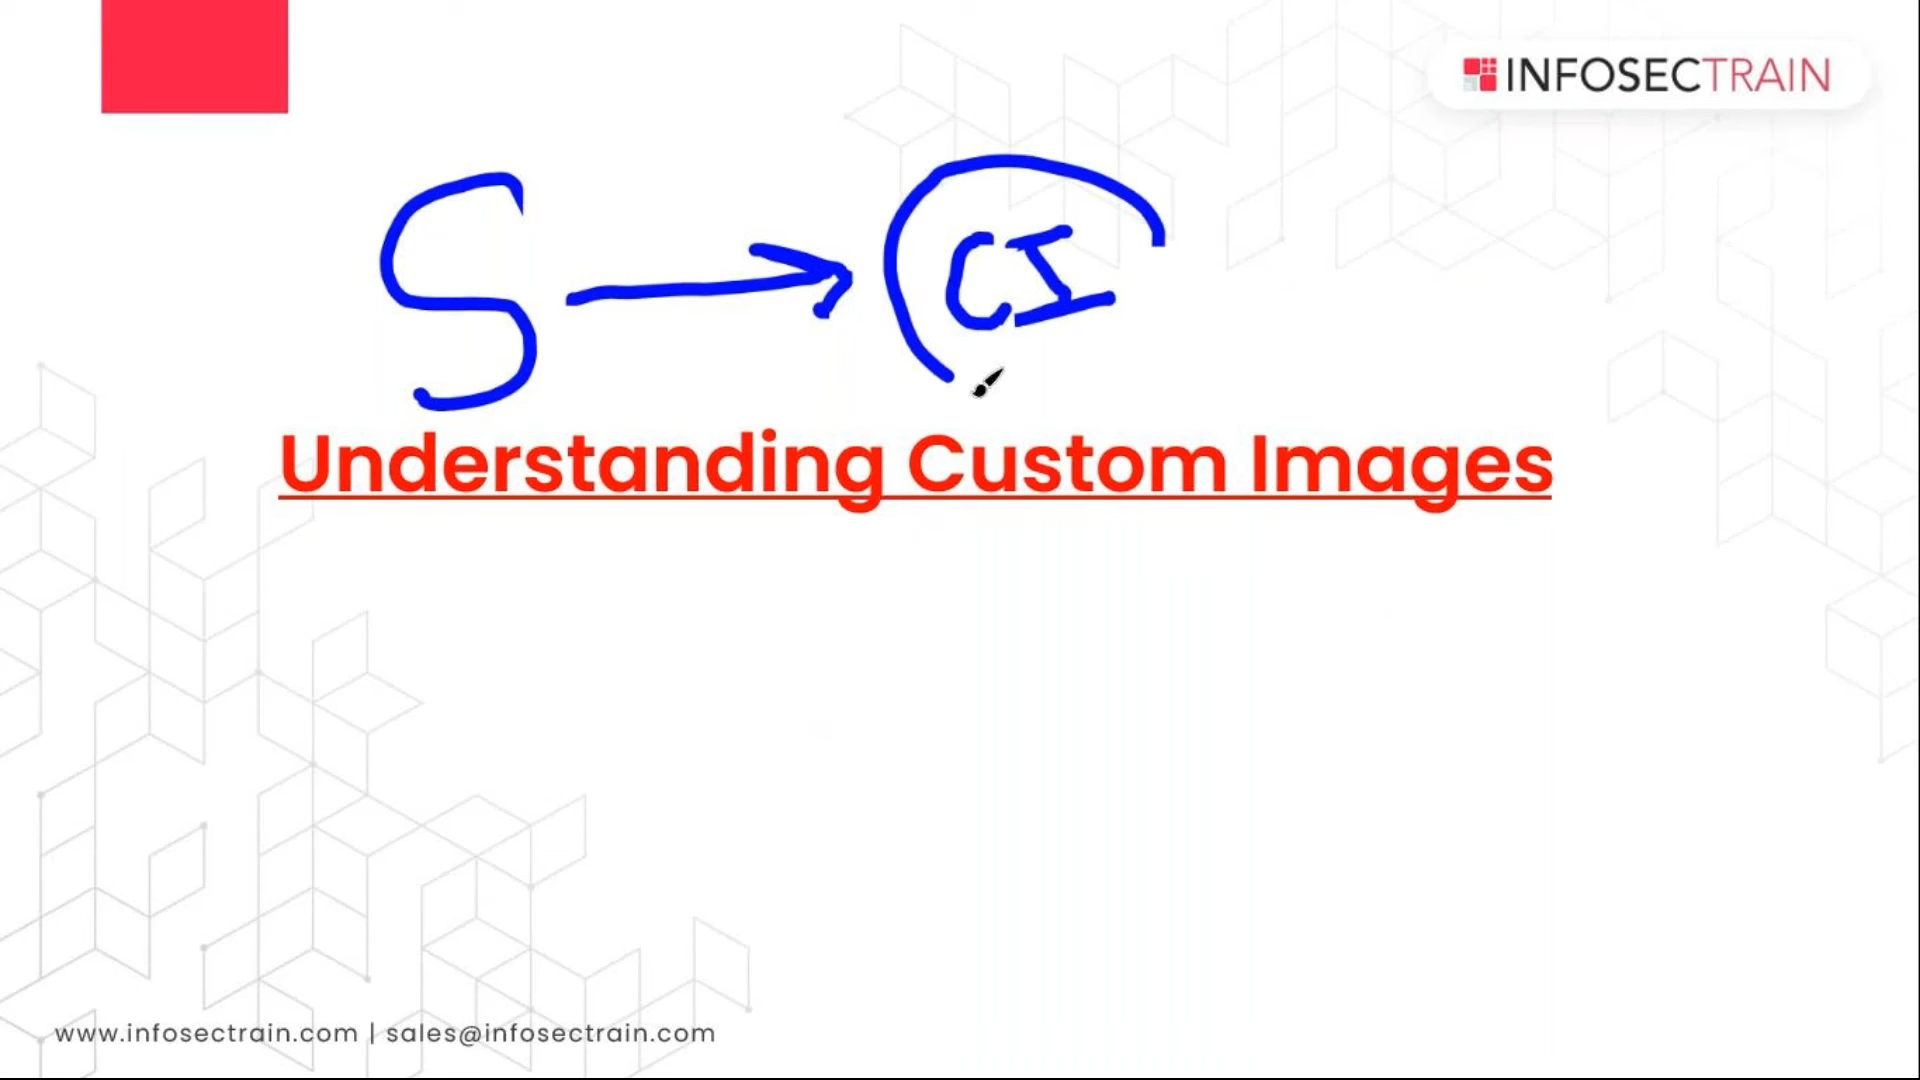 INFOSECTRAIN
S → CI
Understanding Custom Images
www.infosectrain.com | sales@infosectrain.com